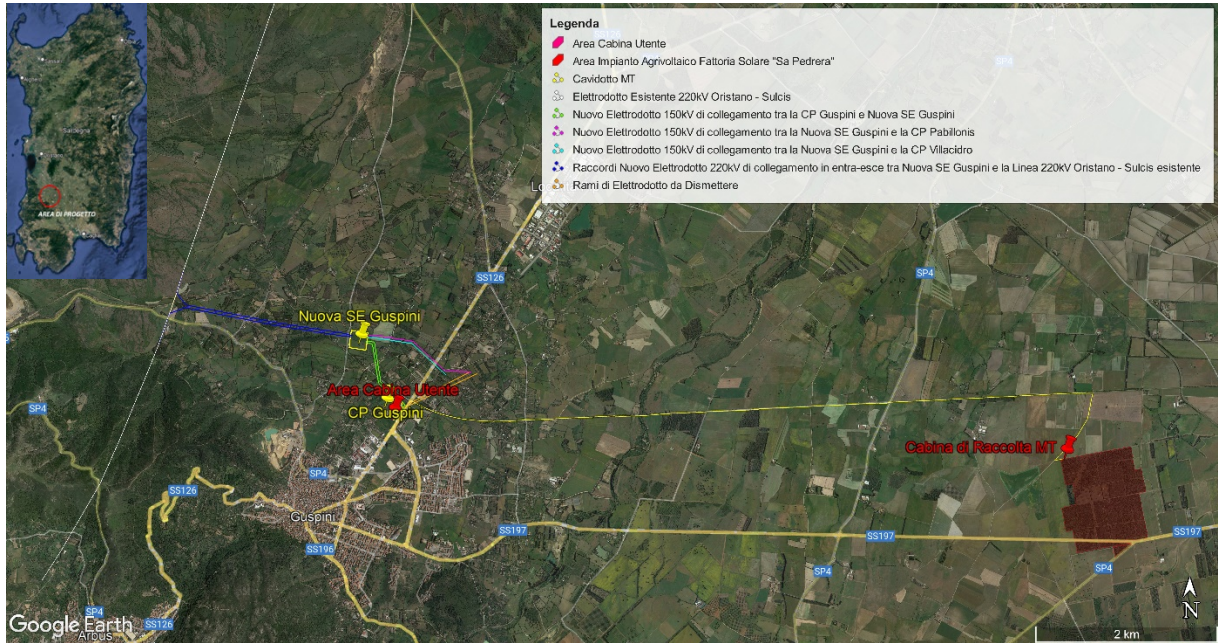 Legenda
Area Cabina Utente
Area Impianto Agrivoltaico Fattoria Solare "Sa Pedrera"
Cavidotto MT
Elettrodotto Esistente 220kV Oristano - Sulcis
Nuovo Elettrodotto 150kV di collegamento tra la CP Guspini e Nuova SE Guspini
Nuovo Elettrodotto 150kV di collegamento tra la Nuova SE Guspini e la CP Pabillonis
Nuovo Elettrodotto 150kV di collegamento tra la Nuova SE Guspini e la CP Villacidro
Raccordi Nuovo Elettrodotto 220kV di collegamento in entra-esce tra Nuova SE Guspini e la Linea 220kV Oristano - Sulcis esistente
Rami di Elettrodotto da Dismettere
AREA DI PROGETTO
SS126
SP4
Nuova SE Guspini
Area Cabina Utente
CP Guspini
SP4
Cabina di Raccolta MT
SS126
Guspini
SS197
SS197
SS197
SS196
SP4
SP4
SP4
SS126
Arbus
Google Earth
N
2 km